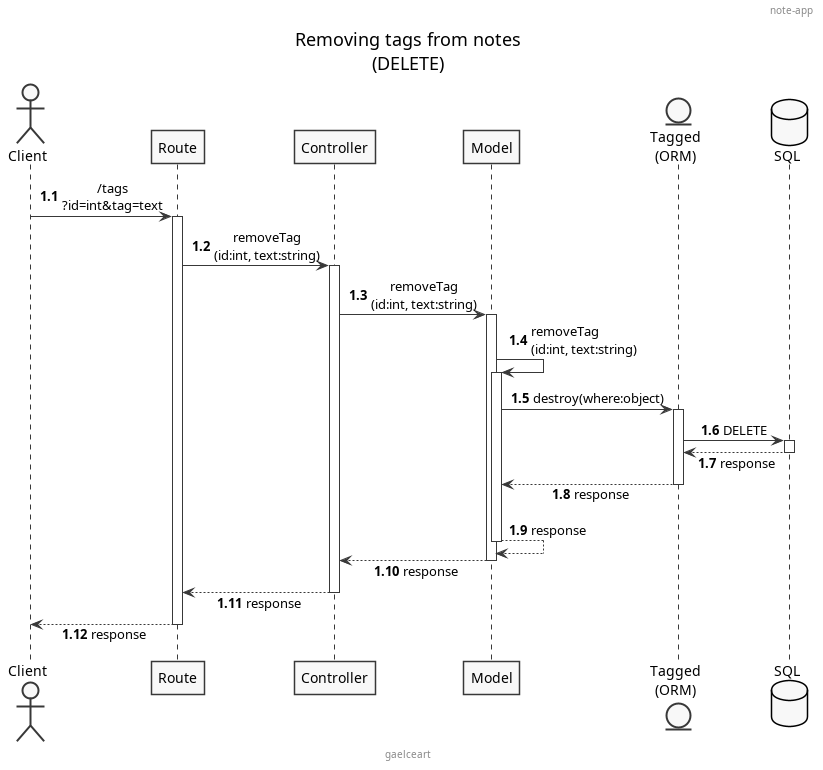 note-app
Removing tags from notes
(DELETE)
Client
Route
Controller
Model
Tagged
(ORM)
SQL
1.1 /tags
?id=int&tag=text
1.2 removeTag
(id:int, text:string)
1.3 removeTag
(id:int, text:string)
1.4 removeTag
(id:int, text:string)
1.5 destroy(where:object)
1.6 DELETE
1.7 response
1.8 response
1.9 response
1.10 response
1.11 response
1.12 response
Client
Route
Controller
Model
Tagged
(ORM)
SQL
gaelceart